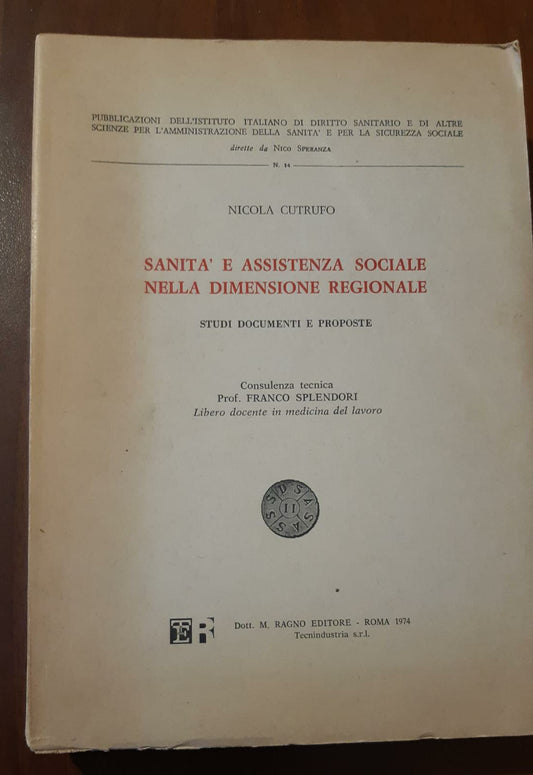 PUBBLICAZIONI DELL'ISTITUTO ITALIANO DI DIRITTO SANITARIO E DI ALTRE
SCIENZE PER L'AMMINISTRAZIONE DELLA SANITA' E PER LA SICUREZZA SOCIALE
dirette da NICO SPERANZA
N. 14
NICOLA CUTRUFO
SANITA' E ASSISTENZA SOCIALE
NELLA DIMENSIONE REGIONALE
STUDI DOCUMENTI E PROPOSTE
Consulenza tecnica
Prof. FRANCO SPLENDORI
Libero docente in medicina del lavoro
Dott. M. RAGNO EDITORE - ROMA 1974
Tecnindustria s.r.l.